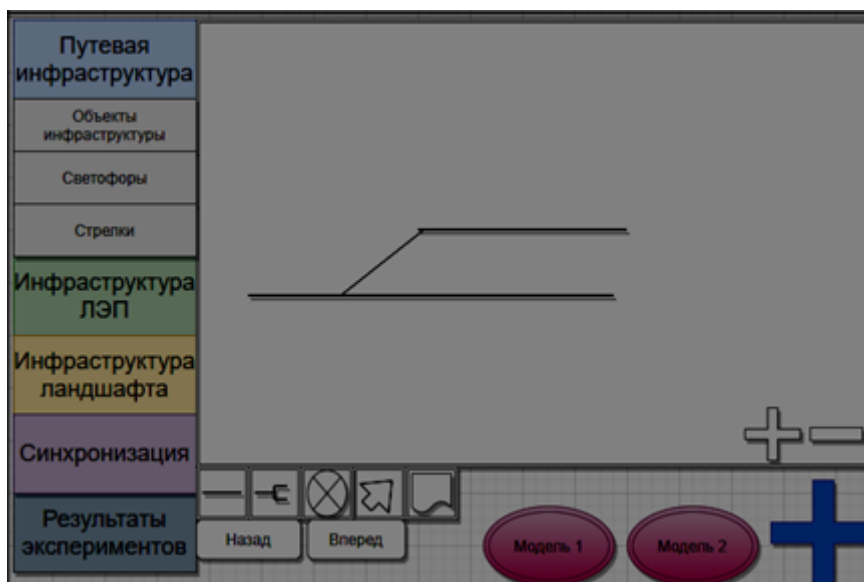 Путевая
инфраструктура
Объекты
инфраструктуры
Светофоры
Стрелки
Инфраструктура
ЛЭП
Инфраструктура
ландшафта
Синхронизация
Результаты
экспериментов
Назад
Вперед
Модель 1
Модель 2